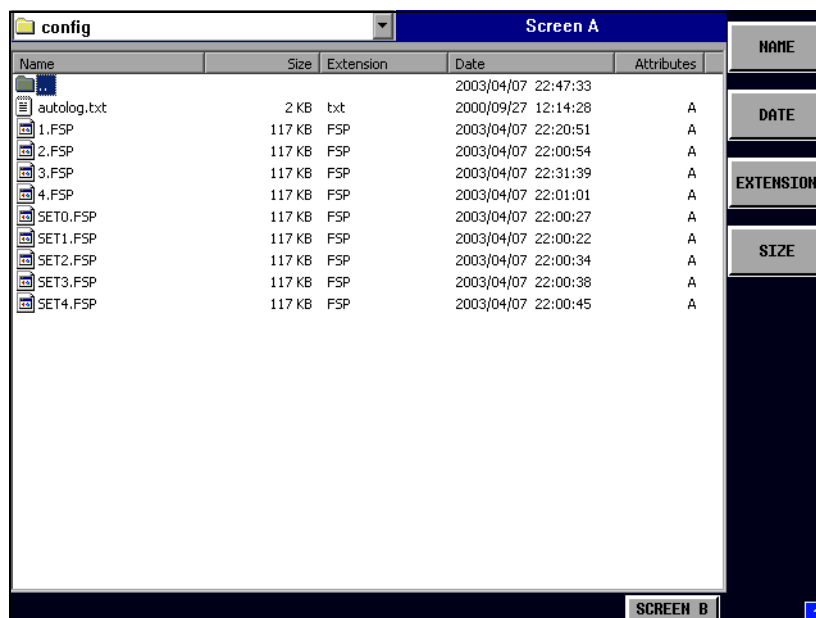 config Screen A
Name Size Extension Date Attributes
.. 2003/04/07 22:47:33
autolog.txt 2 KB txt 2000/09/27 12:14:28 A
1.FSP 117 KB FSP 2003/04/07 22:20:51 A
2.FSP 117 KB FSP 2003/04/07 22:00:54 A
3.FSP 117 KB FSP 2003/04/07 22:31:39 A
4.FSP 117 KB FSP 2003/04/07 22:01:01 A
SET0.FSP 117 KB FSP 2003/04/07 22:00:27 A
SET1.FSP 117 KB FSP 2003/04/07 22:00:22 A
SET2.FSP 117 KB FSP 2003/04/07 22:00:34 A
SET3.FSP 117 KB FSP 2003/04/07 22:00:38 A
SET4.FSP 117 KB FSP 2003/04/07 22:00:45 A
NAME
DATE
EXTENSION
SIZE
SCREEN B